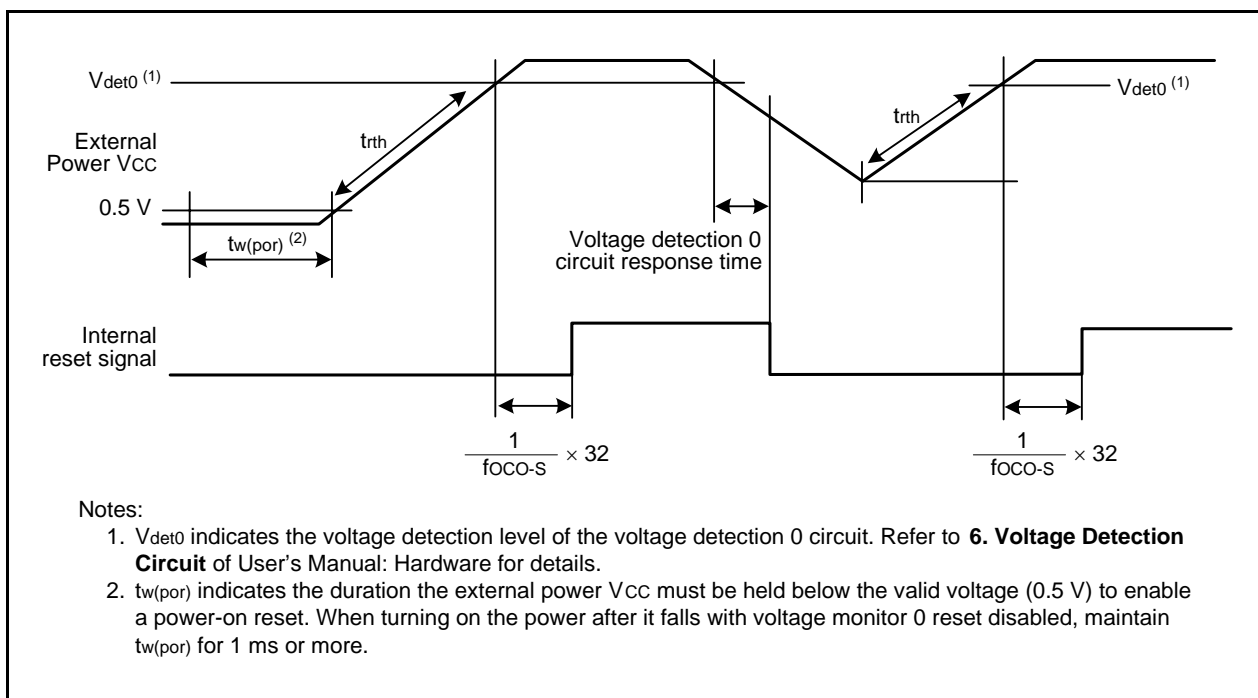 Vdet0 (1)
Vdet0 (1)
trth
trth
External
Power VCC
0.5 V
tw(por) (2)
Voltage detection 0
circuit response time
Internal
reset signal
1
fOCO-S
× 32
1
fOCO-S
× 32
Notes:
1. Vdet0 indicates the voltage detection level of the voltage detection 0 circuit. Refer to 6. Voltage Detection
Circuit of User's Manual: Hardware for details.
2. tw(por) indicates the duration the external power VCC must be held below the valid voltage (0.5 V) to enable
a power-on reset. When turning on the power after it falls with voltage monitor 0 reset disabled, maintain
tw(por) for 1 ms or more.